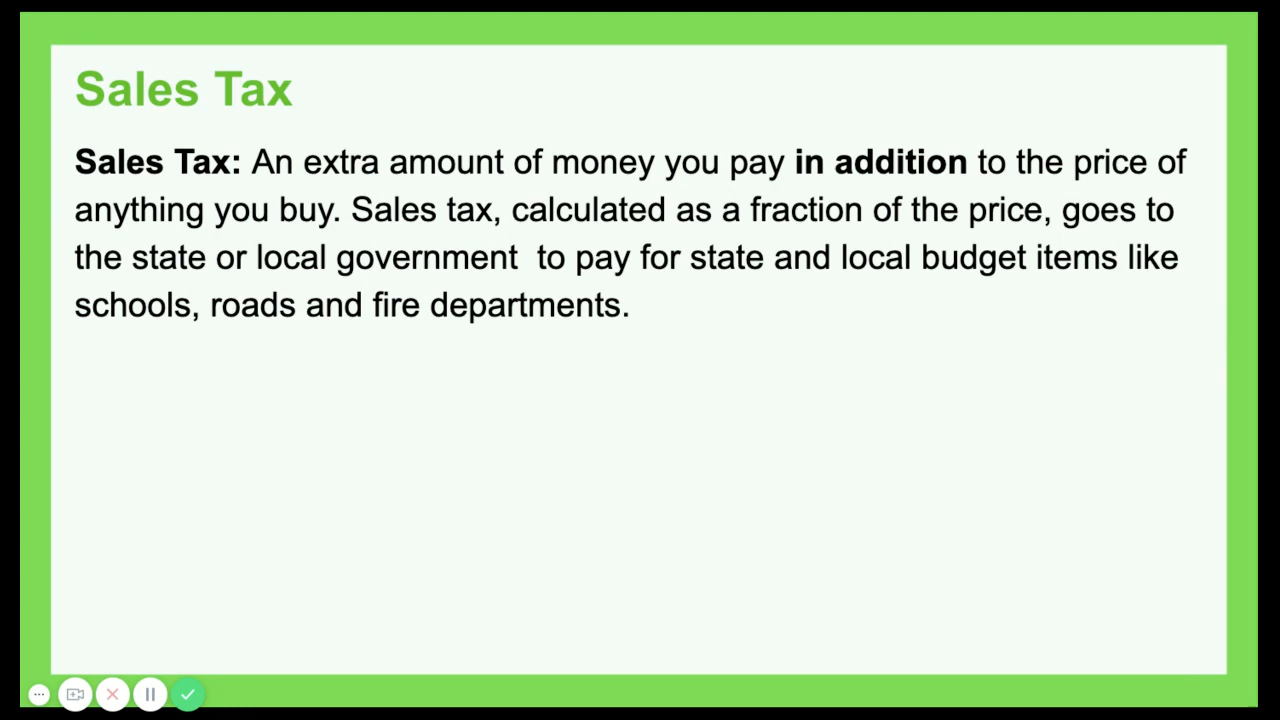 Sales Tax
Sales Tax: An extra amount of money you pay in addition to the price of
anything you buy. Sales tax, calculated as a fraction of the price, goes to
the state or local government  to pay for state and local budget items like
schools, roads and fire departments.